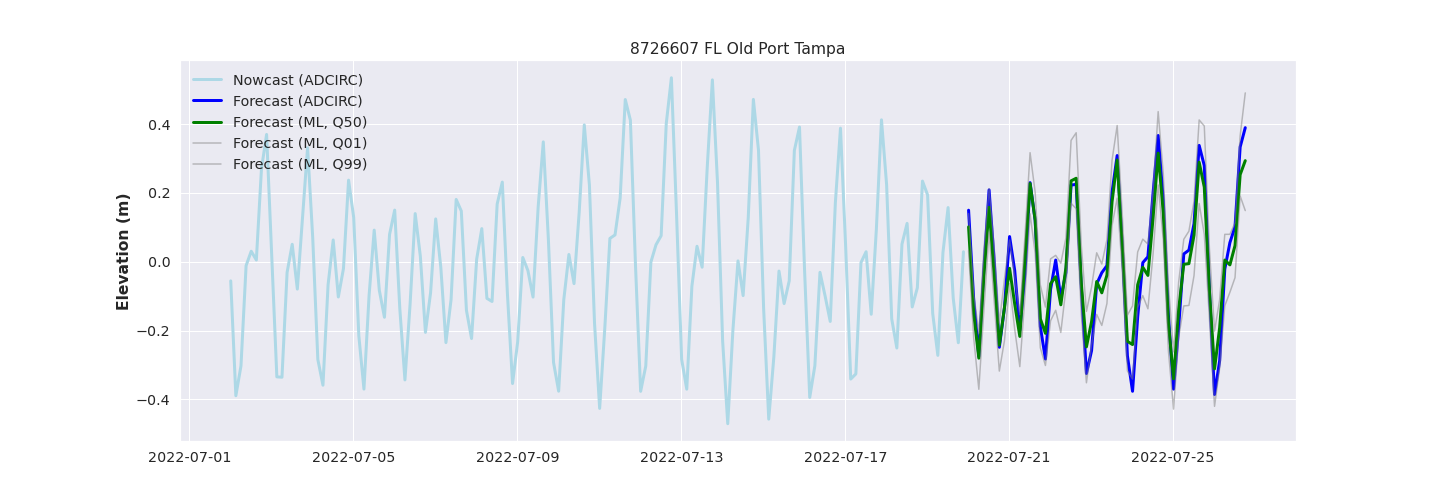 8726607 FL Old Port Tampa
Nowcast (ADCIRC)
Forecast (ADCIRC)
Forecast (ML, Q50)
Forecast (ML, Q01)
Forecast (ML, Q99)
Elevation (m)
0.4
0.2
0.0
−0.2
−0.4
2022-07-01 2022-07-05 2022-07-09 2022-07-13 2022-07-17 2022-07-21 2022-07-25